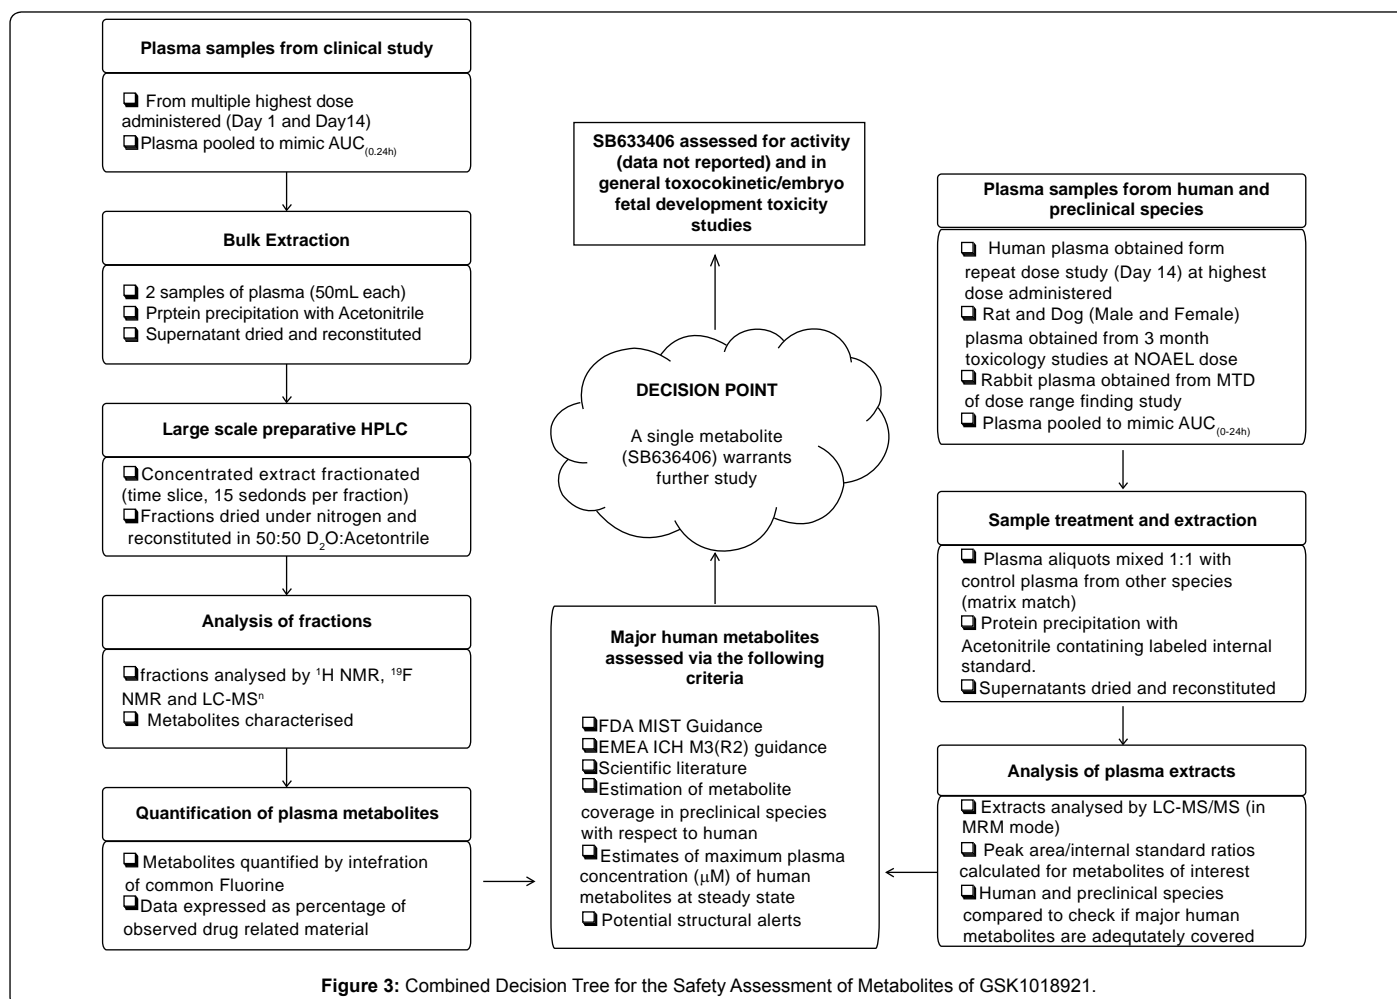 Plasma samples from clinical study
❑ From multiple highest dose
administered (Day 1 and Day14)
❑Plasma pooled to mimic AUC(0.24h)
Bulk Extraction
❑ 2 samples of plasma (50mL each)
❑ Prptein precipitation with Acetonitrile
❑ Supernatant dried and reconstituted
Large scale preparative HPLC
❑Concentrated extract fractionated
(time slice, 15 sedonds per fraction)
❑Fractions dried under nitrogen and
reconstituted in 50:50 D2O:Acetontrile
Analysis of fractions
❑fractions analysed by 1H NMR, 19F
NMR and LC-MSn
❑ Metabolites characterised
Quantification of plasma metabolites
❑Metabolites quantified by intefration
of common Fluorine
❑Data expressed as percentage of
observed drug related material
SB633406 assessed for activity
(data not reported) and in
general toxocokinetic/embryo
fetal development toxicity
studies
DECISION POINT
A single metabolite
(SB636406) warrants
further study
Major human metabolites
assessed via the following
criteria
❑FDA MIST Guidance
❑EMEA ICH M3(R2) guidance
❑Scientific literature
❑Estimation of metabolite
coverage in preclinical species
with respect to human
❑Estimates of maximum plasma
concentration (μM) of human
metabolites at steady state
❑Potential structural alerts
Plasma samples forom human and
preclinical species
❑ Human plasma obtained form
repeat dose study (Day 14) at highest
dose administered
❑ Rat and Dog (Male and Female)
plasma obtained from 3 month
toxicology studies at NOAEL dose
❑Rabbit plasma obtained from MTD
of dose range finding study
❑ Plasma pooled to mimic AUC(0-24h)
Sample treatment and extraction
❑ Plasma aliquots mixed 1:1 with
control plasma from other species
(matrix match)
❑ Protein precipitation with
Acetonitrile contatining labeled internal
standard.
❑Supernatants dried and reconstituted
Analysis of plasma extracts
❑Extracts analysed by LC-MS/MS (in
MRM mode)
❑ Peak area/internal standard ratios
calculated for metabolites of interest
❑Human and preclinical species
compared to check if major human
metabolites are adequtately covered
Figure 3: Combined Decision Tree for the Safety Assessment of Metabolites of GSK1018921.